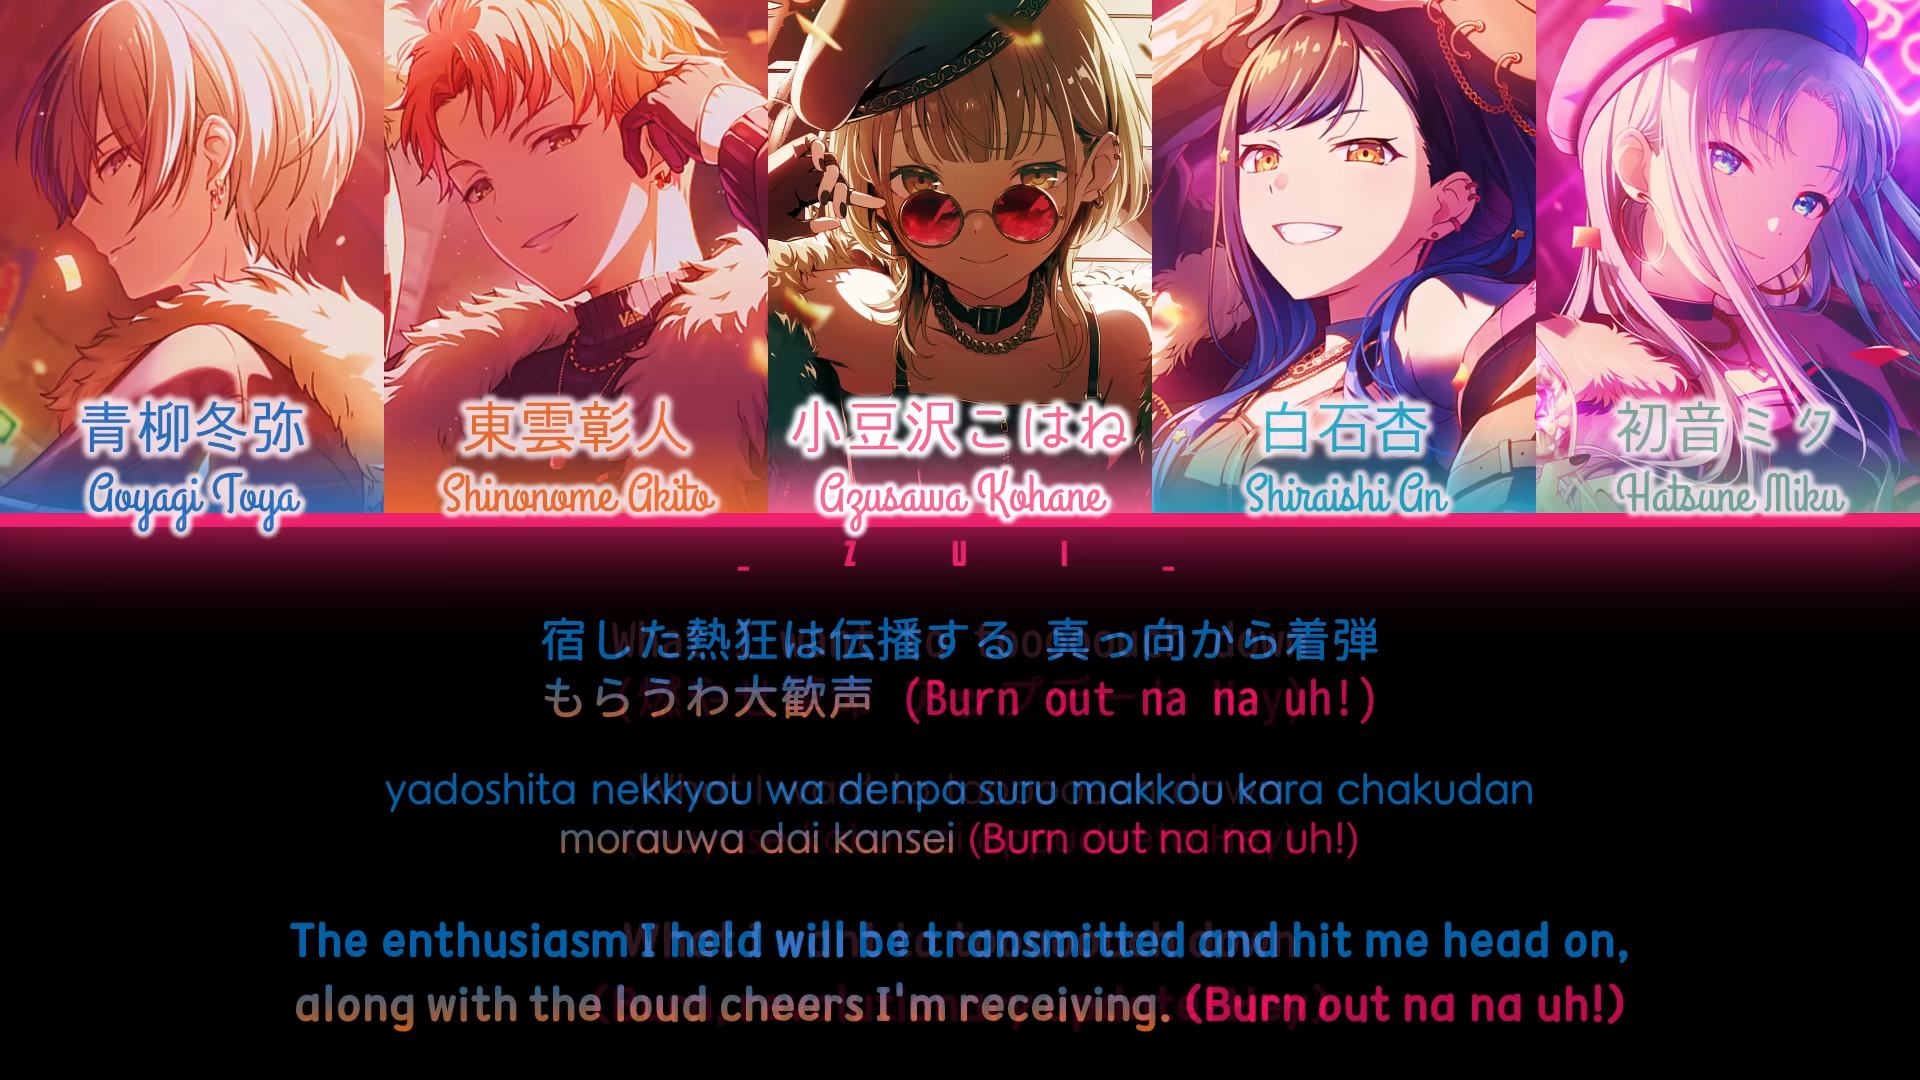 青柳冬弥
Aoyagi Toya
東雲彰人
Shinonome Akito
小豆沢こはね
Azusawa Kohane
白石杏
Shiraishi An
初音ミク
Hatsune Miku
_ Z U I _
宿した熱狂は伝播する 真っ向から着弾
もらうわ大歓声 (Burn out na na uh!)
yadoshita nekkyou wa denpa suru makkou kara chakudan
morauwa dai kansei (Burn out na na uh!)
The enthusiasm I held will be transmitted and hit me head on,
along with the loud cheers I'm receiving. (Burn out na na uh!)